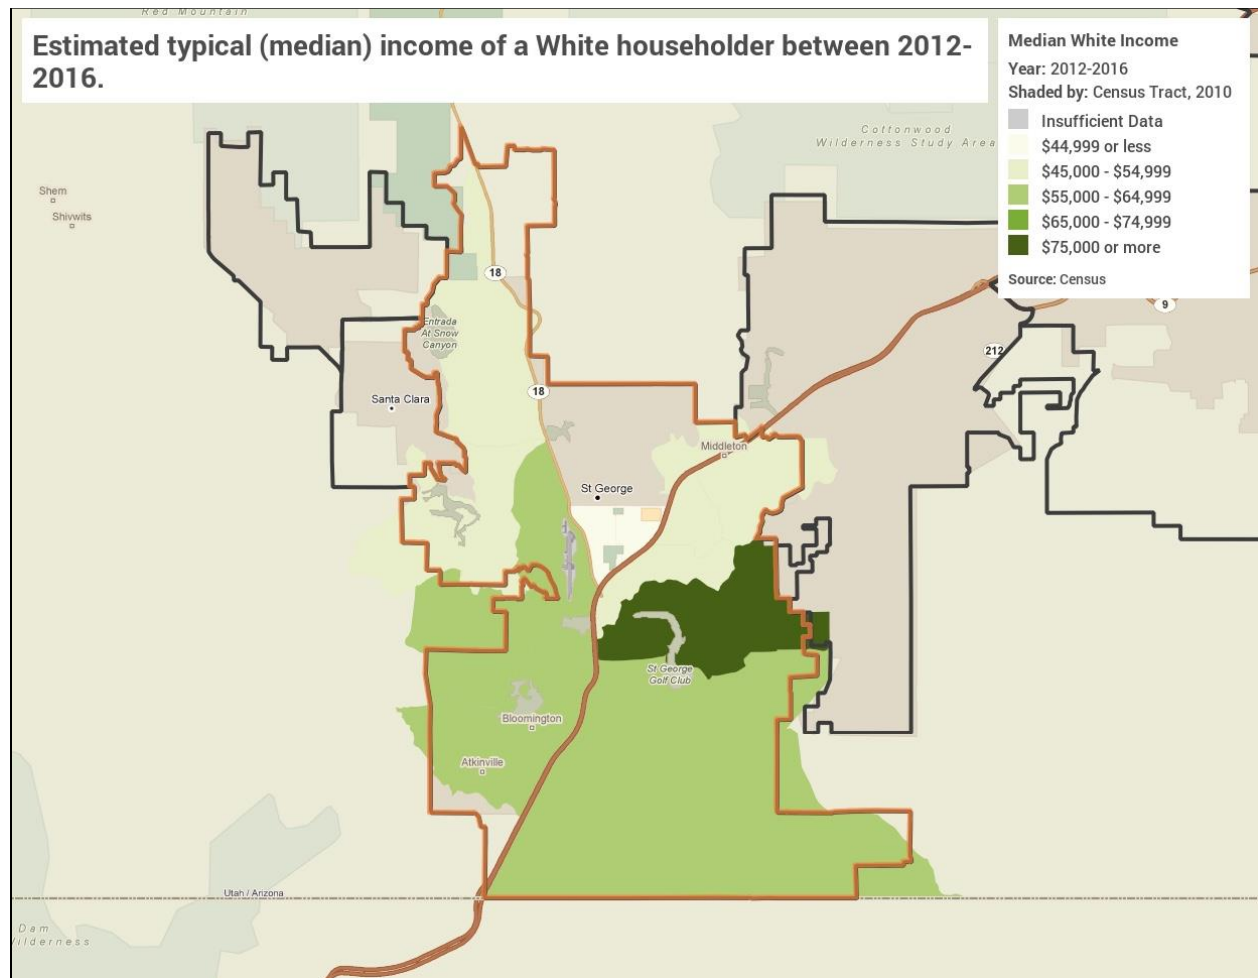 Red Mountain
Estimated typical (median) income of a White householder between 2012-
2016.
Median White Income
Year: 2012-2016
Shaded by: Census Tract, 2010
Insufficient Data
$44,999 or less
$45,000 - $54,999
$55,000 - $64,999
$65,000 - $74,999
$75,000 or more
Source: Census
Cottonwood
Wilderness Study Area
Shem
Shivwits
18
9
Entrada
At Snow
Canyon
212
18
Santa Clara
Middleton
St George
St George
Golf Club
Bloomington
Atkinville
Utah / Arizona
Dam
Wilderness